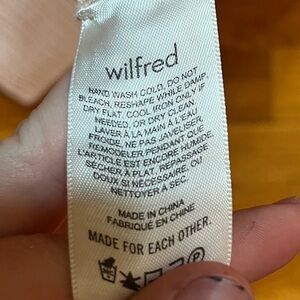 wilfred
HAND WASH COLD, DO NOT
BLEACH, RESHAPE WHILE DAMP,
DRY FLAT. COOL IRON ONLY IF
NEEDED, OR DRY CLEAN.
LAVER À LA MAIN À L'EAU
FROIDE, NE PAS JAVELISER.
REMODELER PENDANT QUE
L'ARTICLE EST ENCORE HUMIDE.
SÉCHER À PLAT. REPASSAGE
DOUX SI NÉCESSAIRE, OU
NETTOYER À SEC.
MADE IN CHINA
FABRIQUÉ EN CHINE
MADE FOR EACH OTHER.